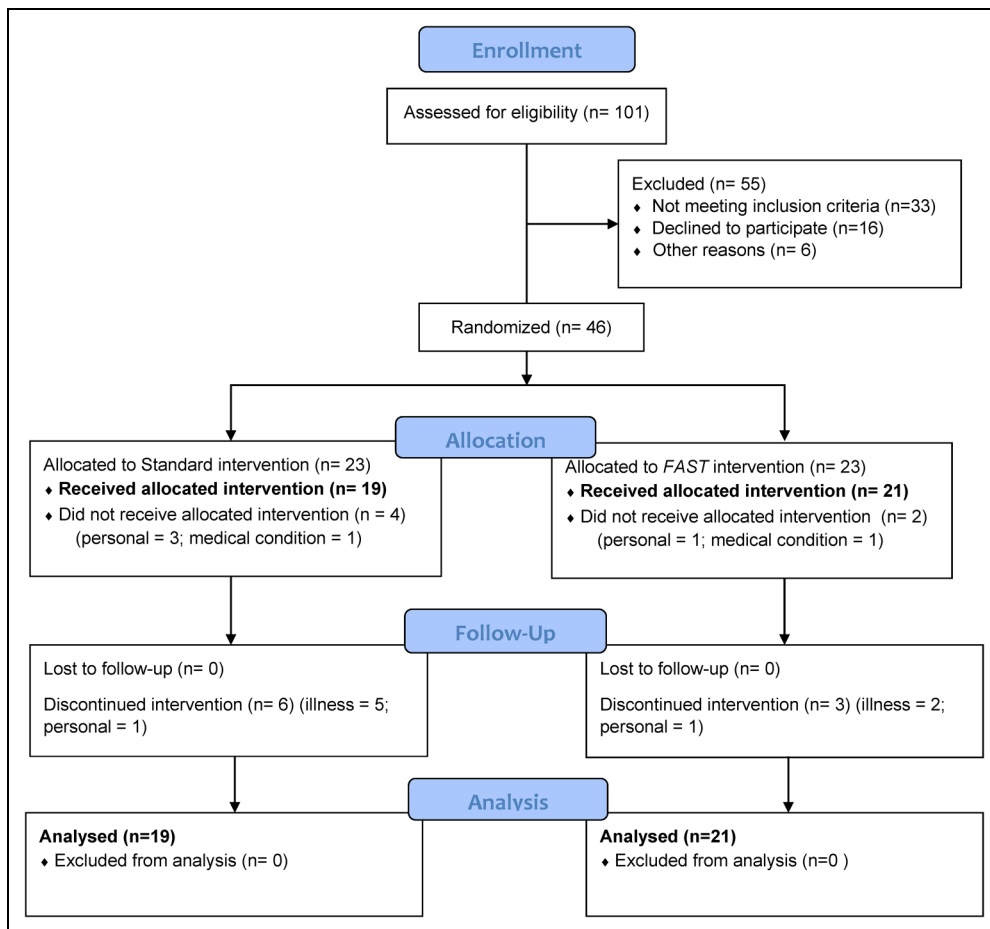 Enrollment
Assessed for eligibility (n= 101)
Excluded (n= 55)
♦ Not meeting inclusion criteria (n=33)
♦ Declined to participate (n=16)
♦ Other reasons (n= 6)
Randomized (n= 46)
Allocation
Allocated to Standard intervention (n= 23)
♦ Received allocated intervention (n= 19)
♦ Did not receive allocated intervention (n = 4)
(personal = 3; medical condition = 1)
Allocated to FAST intervention (n= 23)
♦ Received allocated intervention (n= 21)
♦ Did not receive allocated intervention (n= 2)
(personal = 1; medical condition = 1)
Follow-Up
Lost to follow-up (n= 0)
Discontinued intervention (n= 6) (illness = 5;
personal = 1)
Lost to follow-up (n= 0)
Discontinued intervention (n= 3) (illness = 2;
personal = 1)
Analysis
Analysed (n=19)
♦ Excluded from analysis (n= 0)
Analysed (n=21)
♦ Excluded from analysis (n=0 )